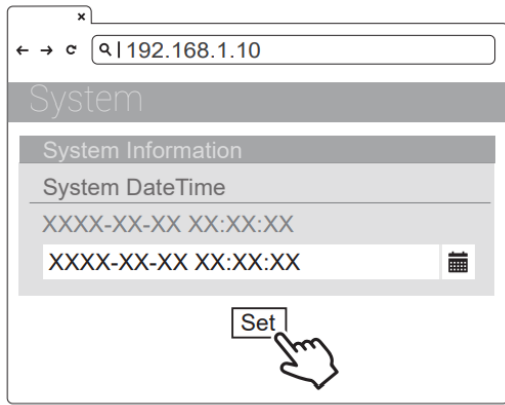 192.168.1.10
System
System Information
System DateTime
XXXX-XX-XX XX:XX:XX
XXXX-XX-XX XX:XX:XX
Set